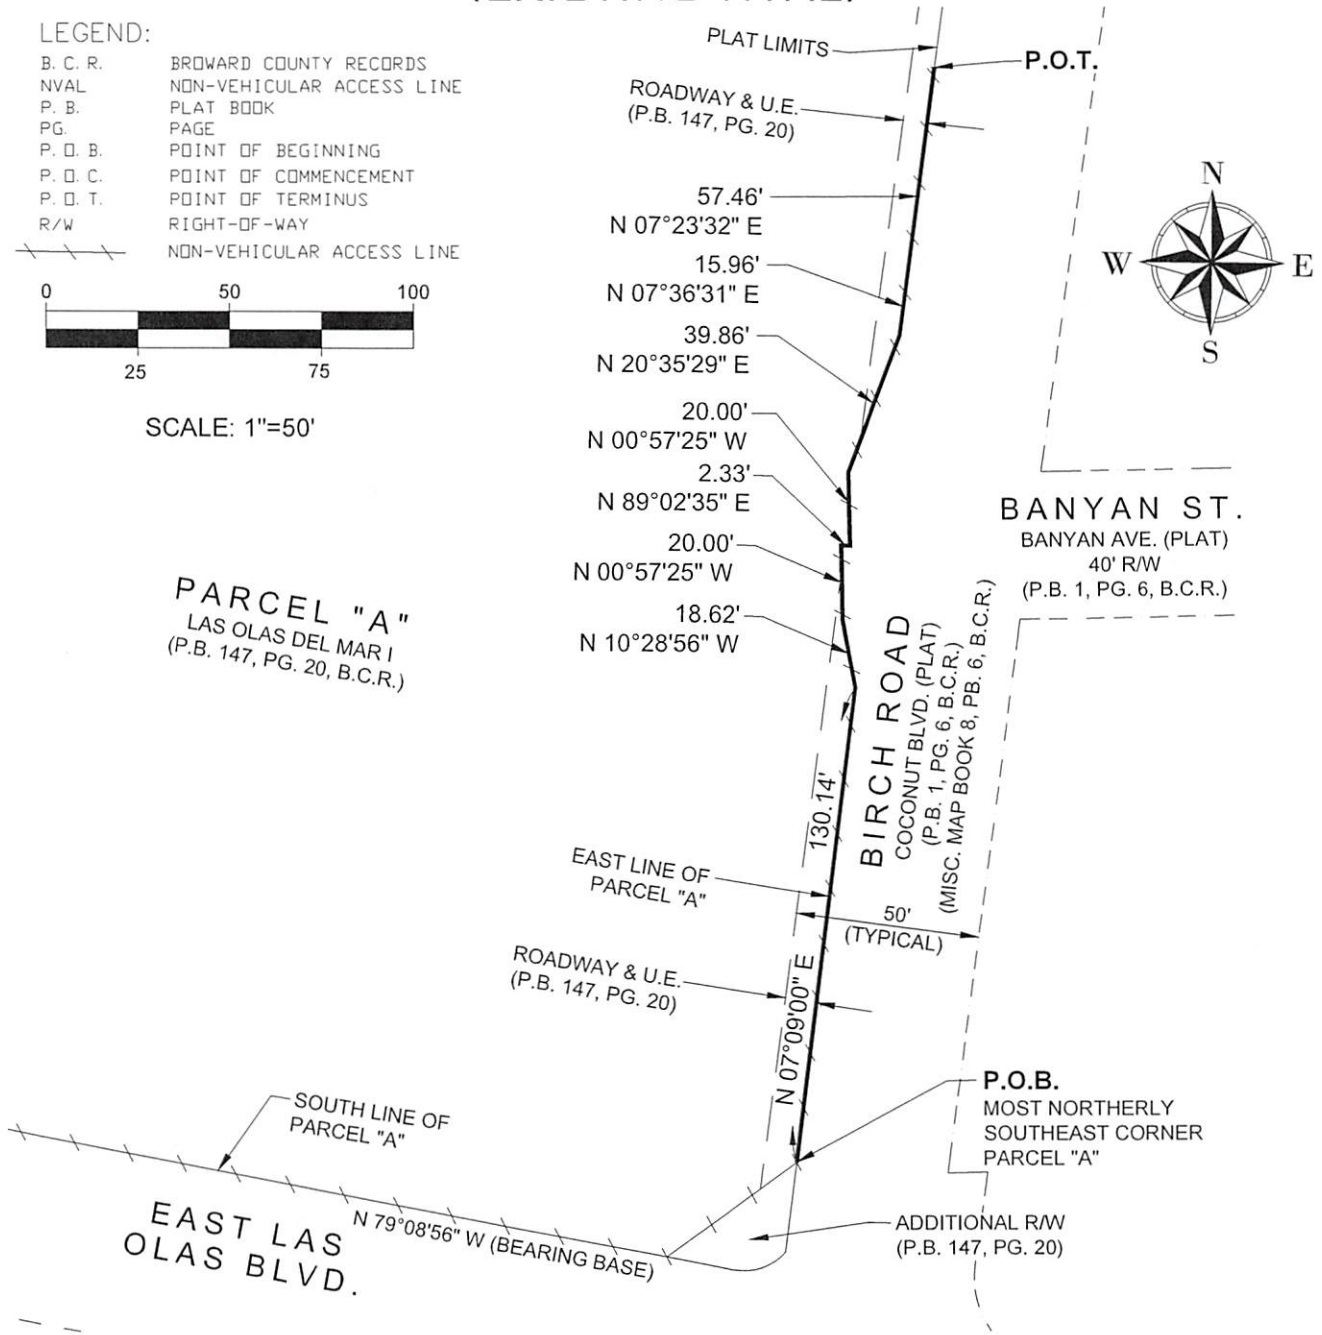 LEGEND:
B. C. R. BROWARD COUNTY RECORDS
NVAL NON-VEHICULAR ACCESS LINE
P. B. PLAT BOOK
PG. PAGE
P. O. B. POINT OF BEGINNING
P. O. C. POINT OF COMMENCEMENT
P. O. T. POINT OF TERMINUS
R/W RIGHT-OF-WAY
NON-VEHICULAR ACCESS LINE
0 50 100
25 75
SCALE: 1"=50'
PLAT LIMITS
P.O.T.
ROADWAY & U.E.
(P.B. 147, PG. 20)
57.46'
N 07°23'32" E
15.96'
N 07°36'31" E
39.86'
N 20°35'29" E
20.00'
N 00°57'25" W
2.33'
N 89°02'35" E
20.00'
N 00°57'25" W
18.62'
N 10°28'56" W
N
W E
S
BANYAN ST.
BANYAN AVE. (PLAT)
40' R/W
(P.B. 1, PG. 6, B.C.R.)
PARCEL "A"
LAS OLAS DEL MAR I
(P.B. 147, PG. 20, B.C.R.)
BIRCH ROAD
COCONUT BLVD. (PLAT)
(P.B. 1, PG. 6, B.C.R.)
(MISC. MAP BOOK 8, PB. 6, B.C.R.)
130.14'
N 07°09'00" E
EAST LINE OF
PARCEL "A"
50'
(TYPICAL)
ROADWAY & U.E.
(P.B. 147, PG. 20)
P.O.B.
MOST NORTHERLY
SOUTHEAST CORNER
PARCEL "A"
SOUTH LINE OF
PARCEL "A"
N 79°08'56" W (BEARING BASE)
EAST LAS
OLAS BLVD.
ADDITIONAL R/W
(P.B. 147, PG. 20)